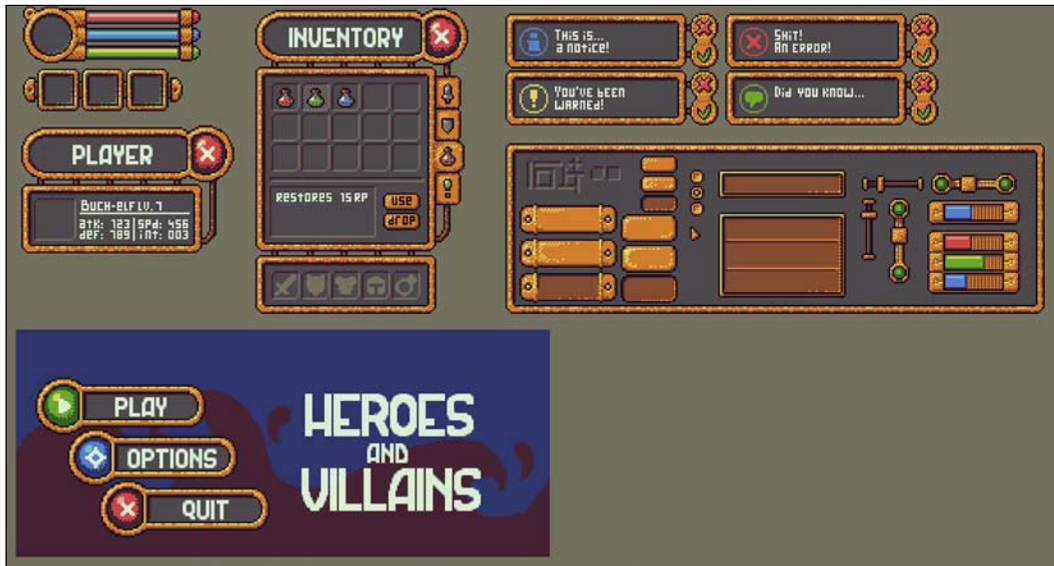 INVENTORY
RESTORES 15 RP
USE
DROP
PLAYER
BUCH-ELF LV. 7
ATK: 123|SPD: 456
DEF: 789|INT: 003
THIS IS...
A NOTICE!
SHIT!
AN ERROR!
YOU'VE BEEN
WARNED!
DID YOU KNOW...
PLAY
OPTIONS
QUIT
HEROES
AND
VILLAINS